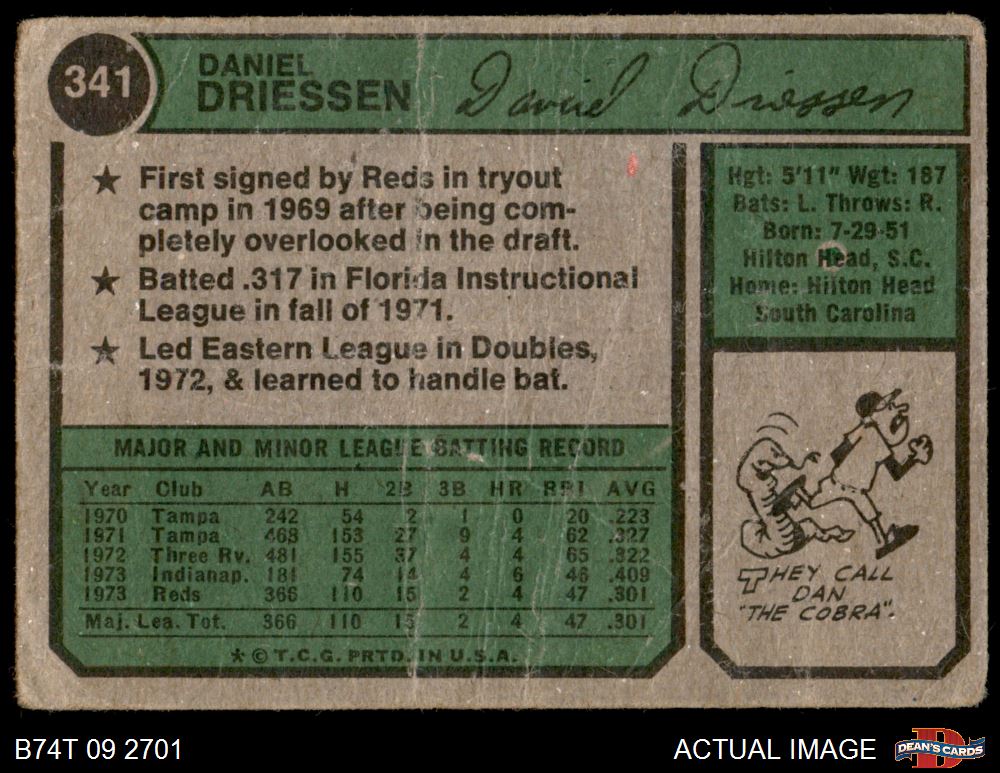 341
DANIEL
DRIESSEN
Daniel Driessen
★ First signed by Reds in tryout
camp in 1969 after being com-
pletely overlooked in the draft.
★ Batted .317 in Florida Instructional
League in fall of 1971.
★ Led Eastern League in Doubles,
1972, & learned to handle bat.
Hgt: 5'11" Wgt: 187
Bats: L. Throws: R.
Born: 7-29-51
Hilton Head, S.C.
Home: Hilton Head
South Carolina
MAJOR AND MINOR LEAGUE BATTING RECORD
Year Club AB H 2B 3B HR RBI AVG
1970 Tampa 242 54 2 1 0 20 .223
1971 Tampa 468 153 27 9 4 62 .327
1972 Three Rv. 481 155 37 4 4 65 .322
1973 Indianap. 181 74 14 4 6 46 .409
1973 Reds 366 110 15 2 4 47 .301
Maj. Lea. Tot. 366 110 15 2 4 47 .301
★ © T.C.G. PRTD. IN U.S.A.
THEY CALL
DAN
"THE COBRA".
B74T 09 2701
ACTUAL IMAGE
D
DEAN'S CARDS